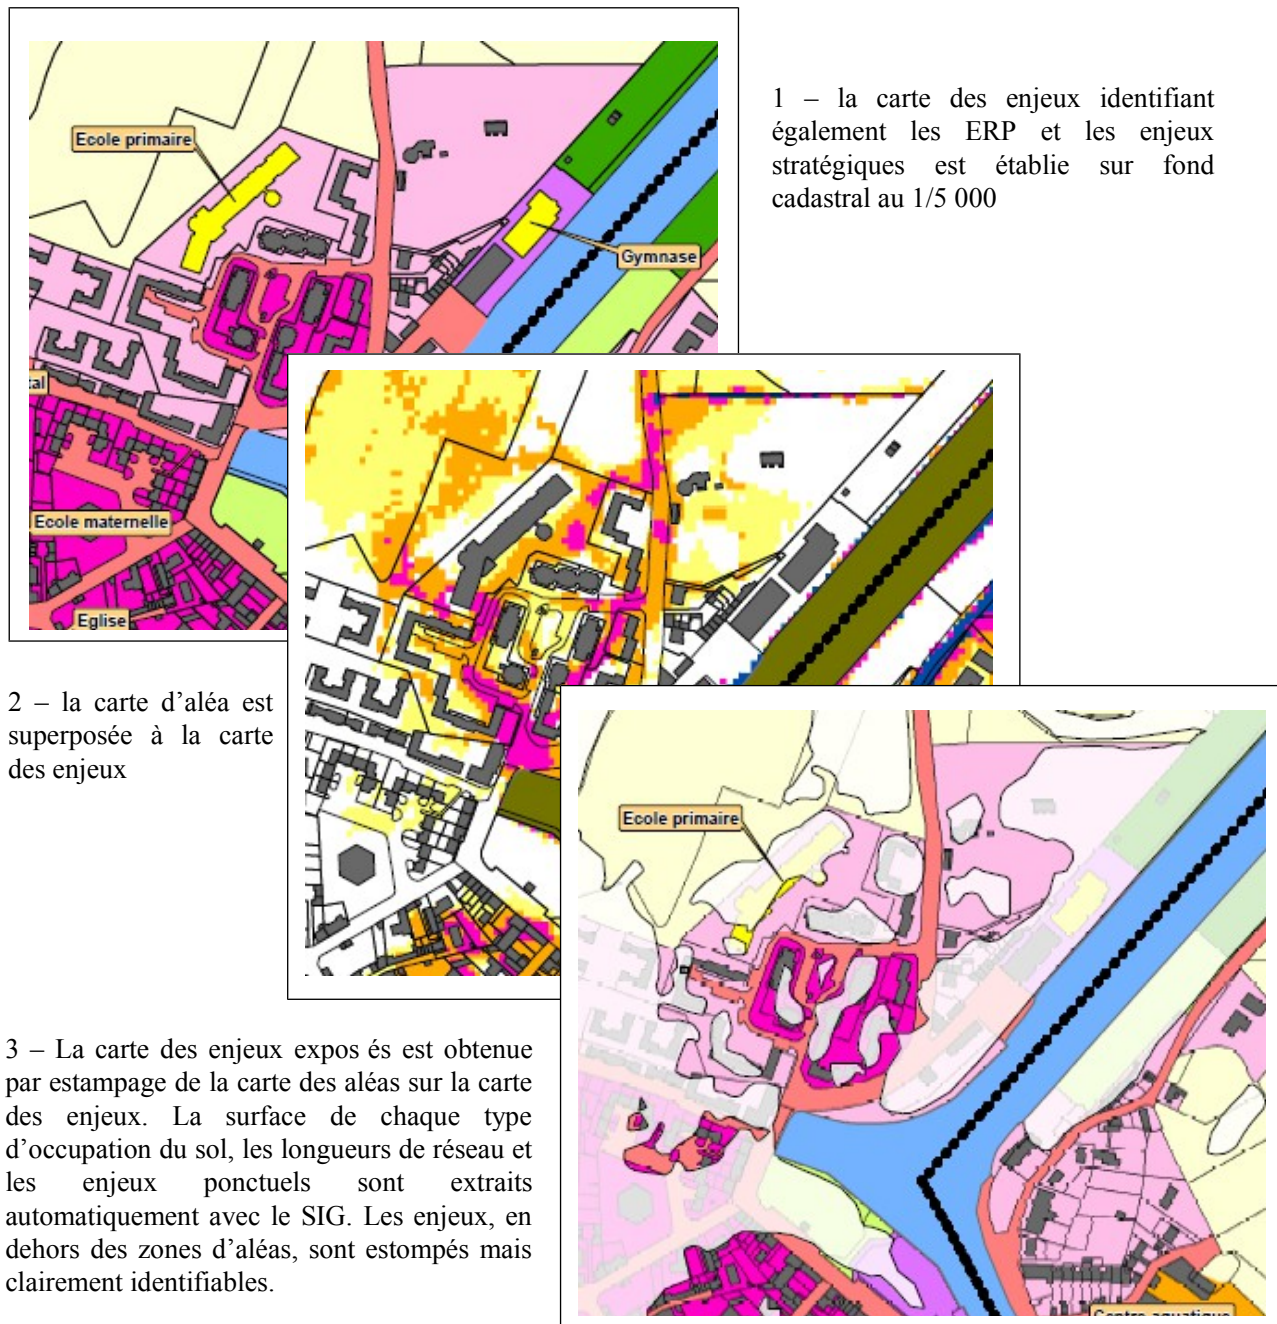 1 – la carte des enjeux identifiant
également les ERP et les enjeux
stratégiques est établie sur fond
cadastral au 1/5 000
Ecole primaire
Gymnase
tal
Ecole maternelle
Eglise
2 – la carte d’aléa est
superposée à la carte
des enjeux
Ecole primaire
3 – La carte des enjeux expos és est obtenue
par estampage de la carte des aléas sur la carte
des enjeux. La surface de chaque type
d’occupation du sol, les longueurs de réseau et
les enjeux ponctuels sont extraits
automatiquement avec le SIG. Les enjeux, en
dehors des zones d’aléas, sont estompés mais
clairement identifiables.
Centre aquatique